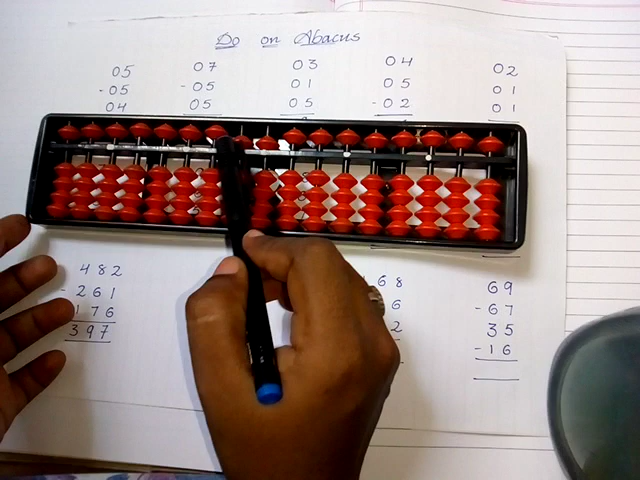 Do on Abacus
05 07 03 04 02
-05 -05 01 05 01
04 05 05 -02 01
482 168 69
-261 6 -67
176 2 35
397 -16